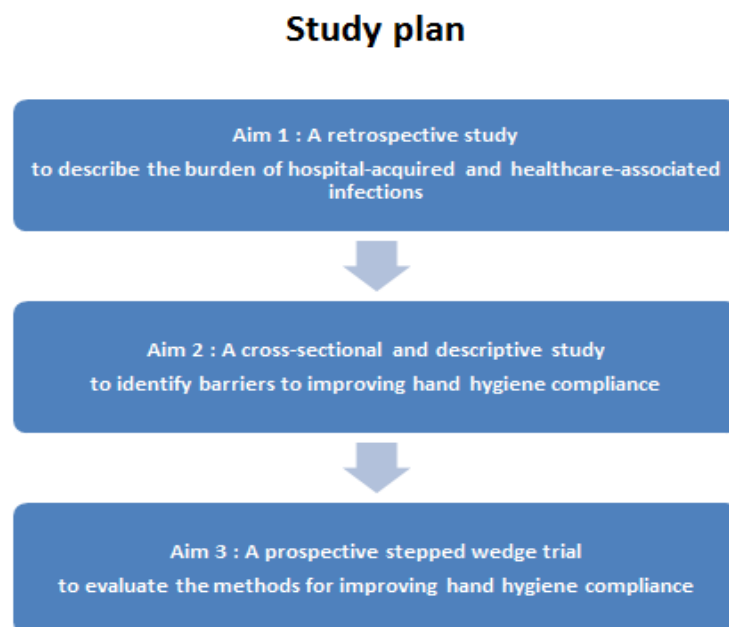 Study plan
Aim 1 : A retrospective study
to describe the burden of hospital-acquired and healthcare-associated
infections
Aim 2 : A cross-sectional and descriptive study
to identify barriers to improving hand hygiene compliance
Aim 3 : A prospective stepped wedge trial
to evaluate the methods for improving hand hygiene compliance